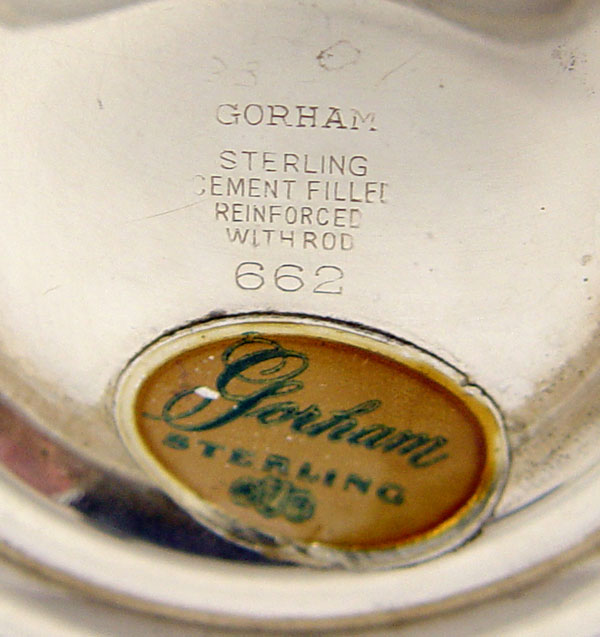 GORHAM
STERLING
CEMENT FILLED
REINFORCED
WITH ROD
662
Gorham
STERLING